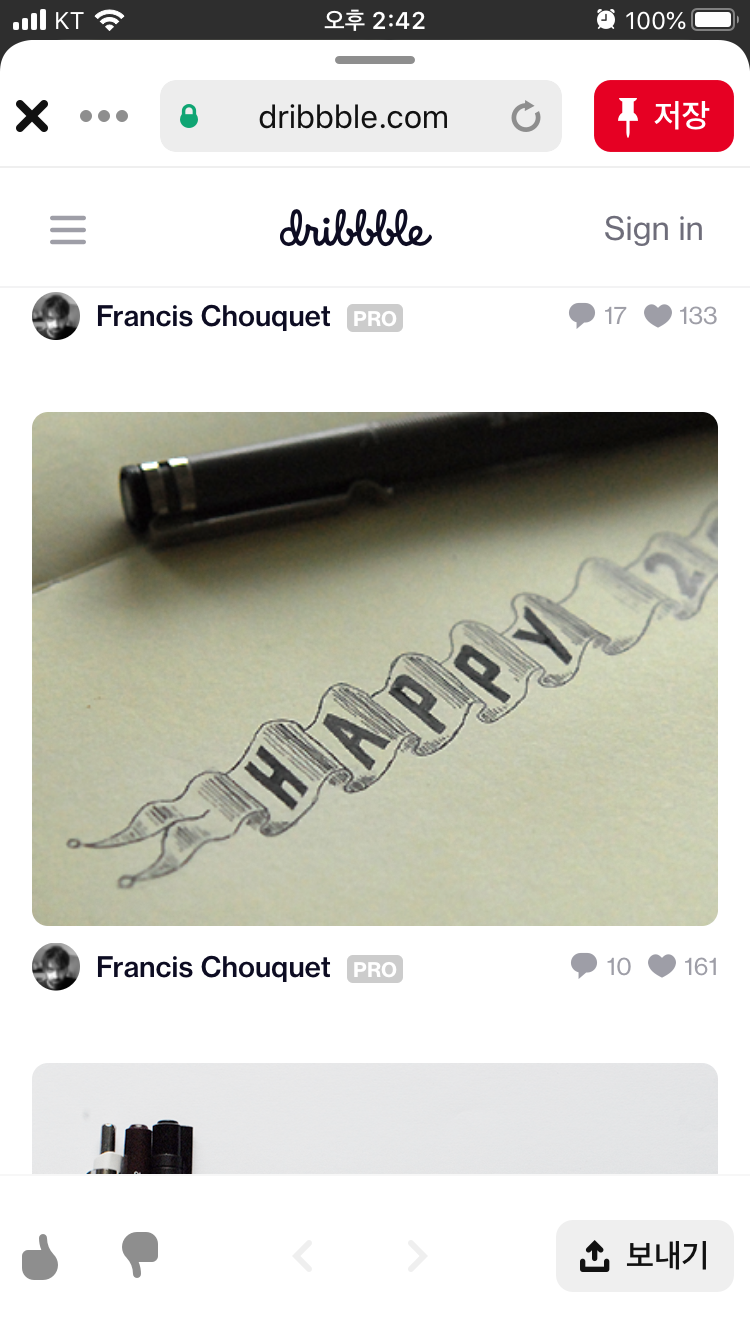 KT 오후 2:42 100%
dribbble.com 저장
dribbble Sign in
Francis Chouquet PRO 17 133
HAPPY 2
Francis Chouquet PRO 10 161
보내기